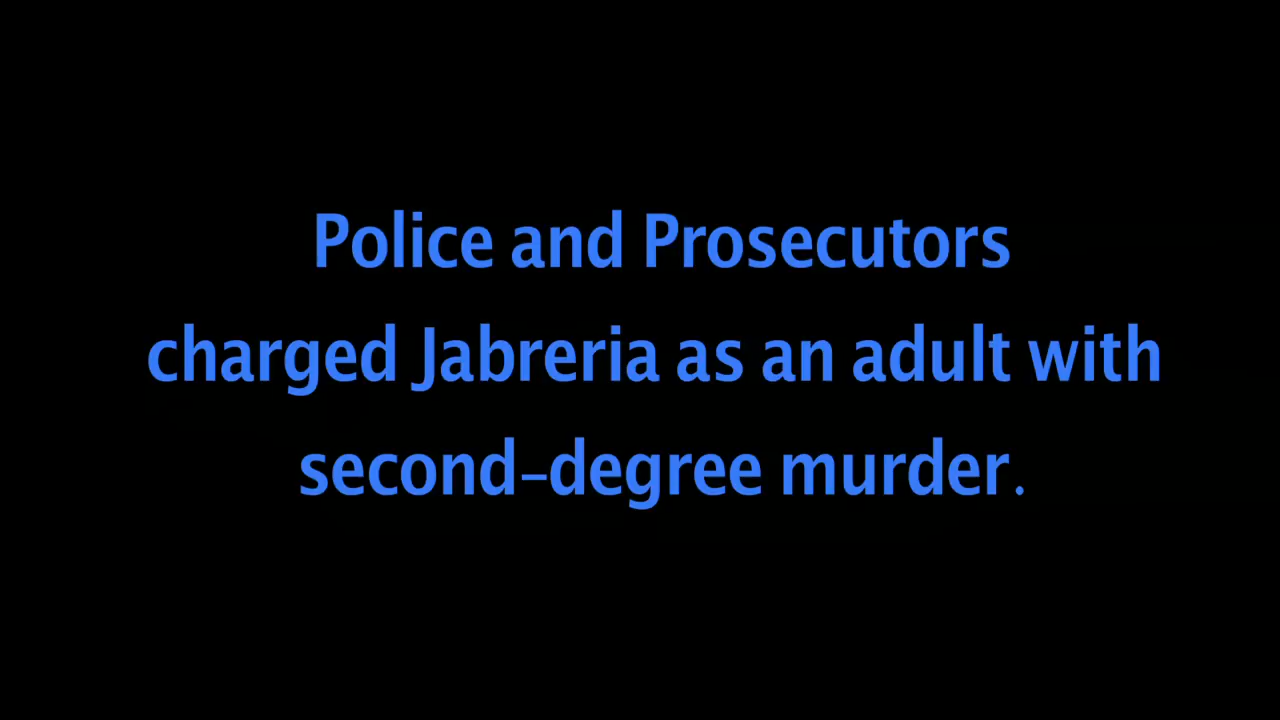 Police and Prosecutors
charged Jabreria as an adult with
second-degree murder.